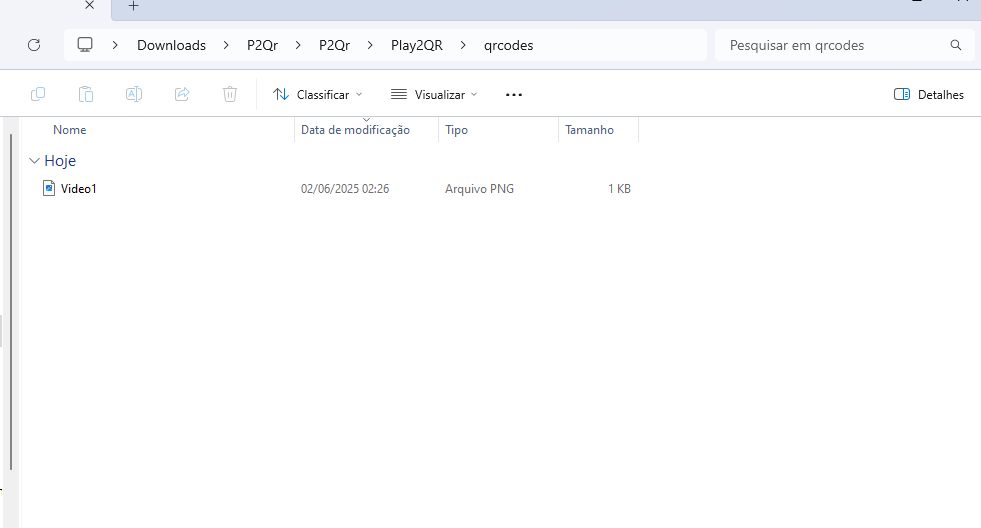 Downloads > P2Qr > P2Qr > Play2QR > qrcodes
Pesquisar em qrcodes
Classificar
Visualizar
Detalhes
Nome
Data de modificação
Tipo
Tamanho
Hoje
Video1
02/06/2025 02:26
Arquivo PNG
1 KB